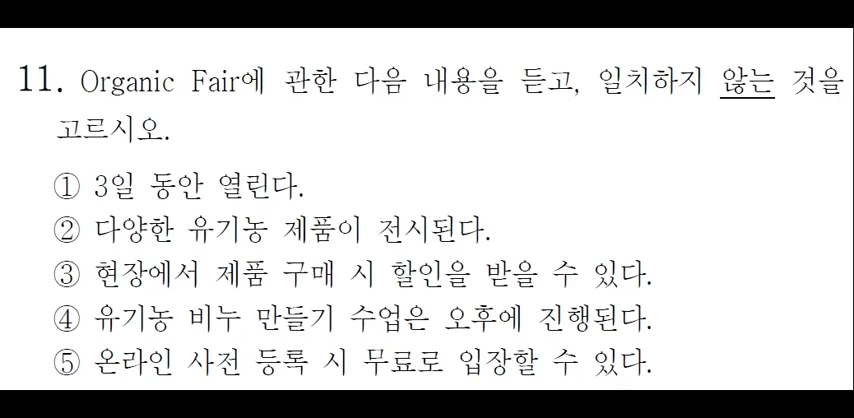 11. Organic Fair에 관한 다음 내용을 듣고, 일치하지 않는 것을
고르시오.
① 3일 동안 열린다.
② 다양한 유기농 제품이 전시된다.
③ 현장에서 제품 구매 시 할인을 받을 수 있다.
④ 유기농 비누 만들기 수업은 오후에 진행된다.
⑤ 온라인 사전 등록 시 무료로 입장할 수 있다.